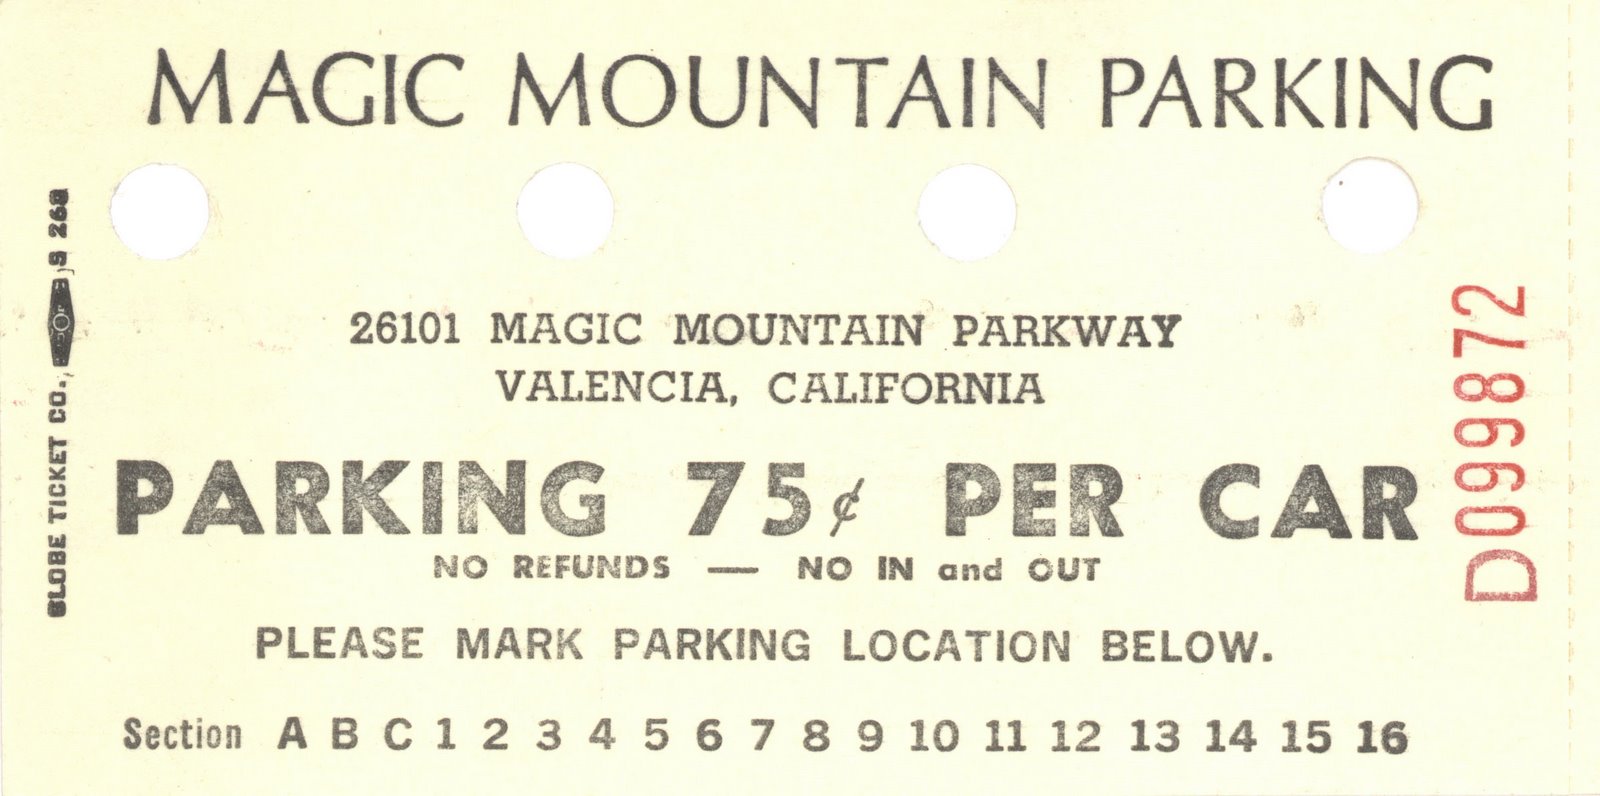 MAGIC MOUNTAIN PARKING
26101 MAGIC MOUNTAIN PARKWAY
VALENCIA, CALIFORNIA
PARKING 75¢ PER CAR
NO REFUNDS — NO IN and OUT
PLEASE MARK PARKING LOCATION BELOW.
Section A B C 1 2 3 4 5 6 7 8 9 10 11 12 13 14 15 16
GLOBE TICKET CO. S 268
D099872